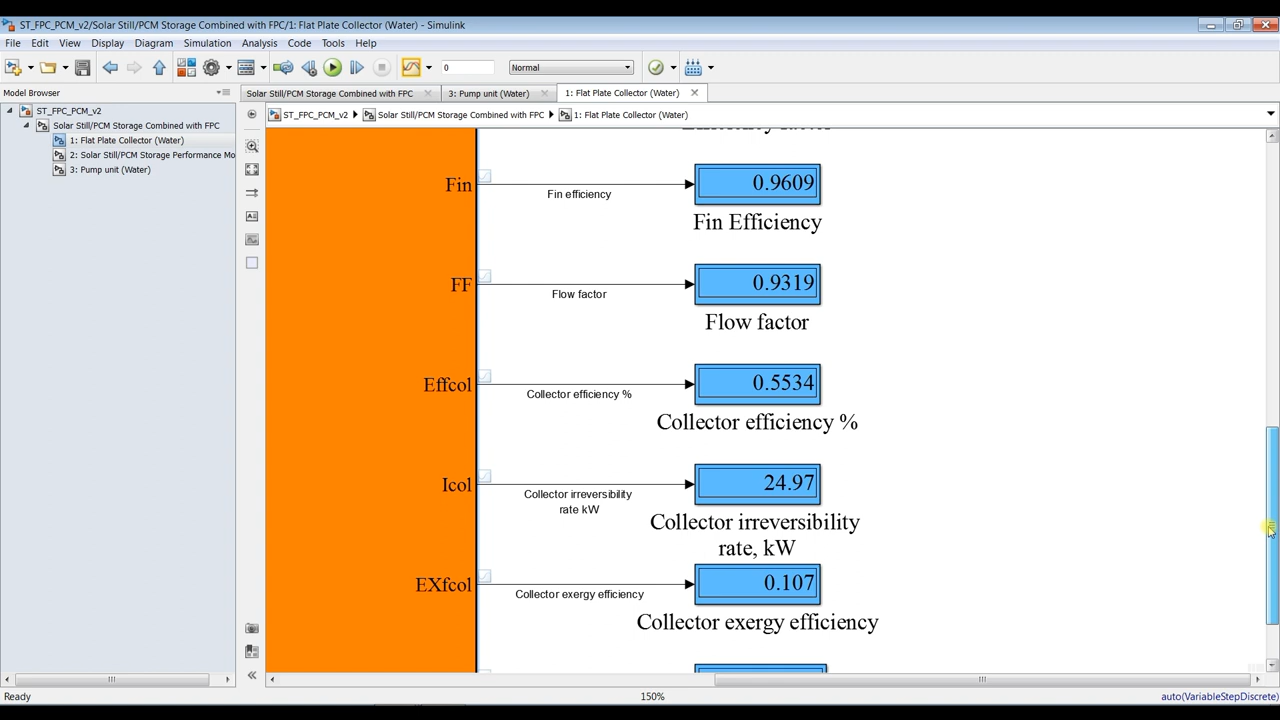 ST_FPC_PCM_v2/Solar Still/PCM Storage Combined with FPC/1: Flat Plate Collector (Water) - Simulink
File Edit View Display Diagram Simulation Analysis Code Tools Help
0 Normal
Model Browser
Solar Still/PCM Storage Combined with FPC 3: Pump unit (Water) 1: Flat Plate Collector (Water)
ST_FPC_PCM_v2 Solar Still/PCM Storage Combined with FPC 1: Flat Plate Collector (Water)
ST_FPC_PCM_v2
Solar Still/PCM Storage Combined with FPC
1: Flat Plate Collector (Water)
2: Solar Still/PCM Storage Performance Mo
3: Pump unit (Water)
Efficiency factor
Fin
Fin efficiency
0.9609
Fin Efficiency
FF
Flow factor
0.9319
Flow factor
Effcol
Collector efficiency %
0.5534
Collector efficiency %
Icol
Collector irreversibility
rate kW
24.97
Collector irreversibility
rate, kW
EXfcol
Collector exergy efficiency
0.107
Collector exergy efficiency
Ready
150%
auto(VariableStepDiscrete)